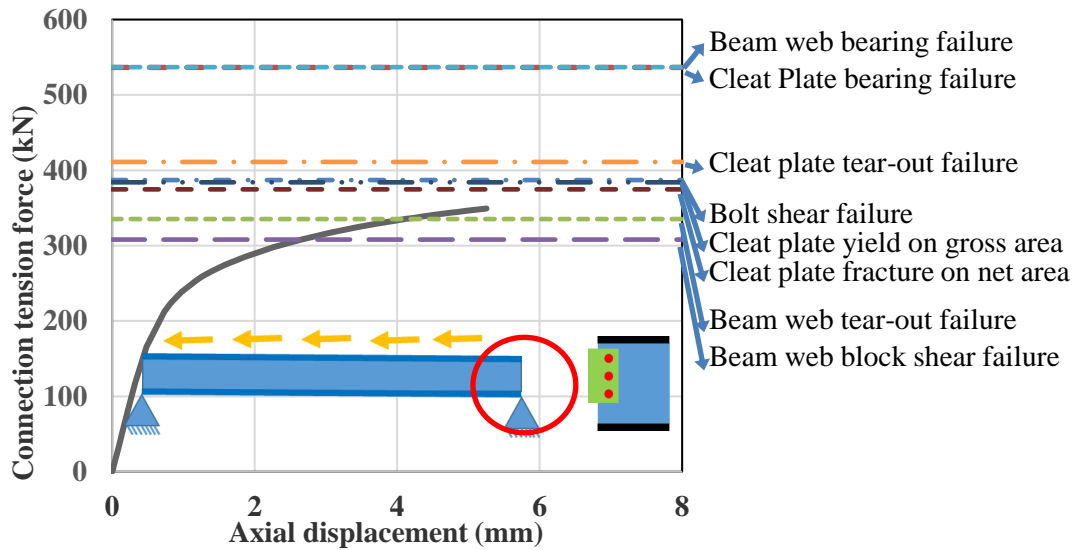 600
500
400
300
200
100
0
0
2
4
6
8
Connection tension force (kN)
Axial displacement (mm)
Beam web bearing failure
Cleat Plate bearing failure
Cleat plate tear-out failure
Bolt shear failure
Cleat plate yield on gross area
Cleat plate fracture on net area
Beam web tear-out failure
Beam web block shear failure